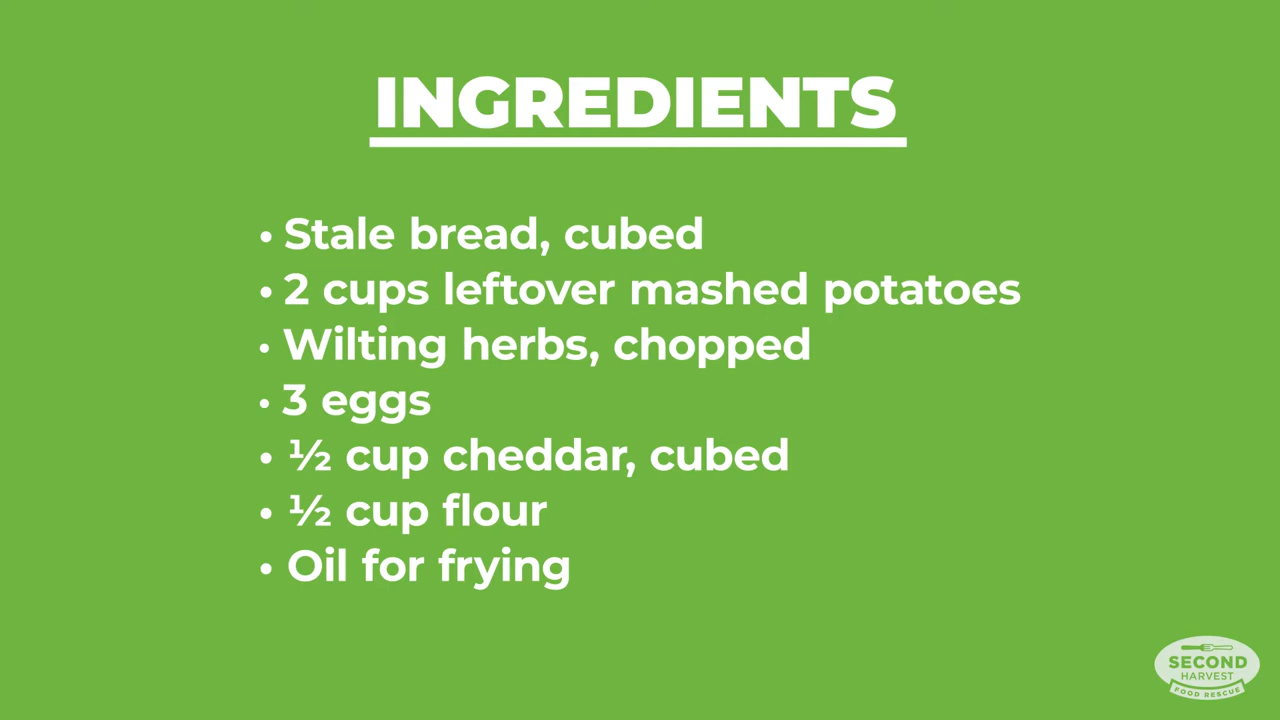 INGREDIENTS
• Stale bread, cubed
• 2 cups leftover mashed potatoes
• Wilting herbs, chopped
• 3 eggs
• ½ cup cheddar, cubed
• ½ cup flour
• Oil for frying
SECOND
HARVEST
FOOD RESCUE